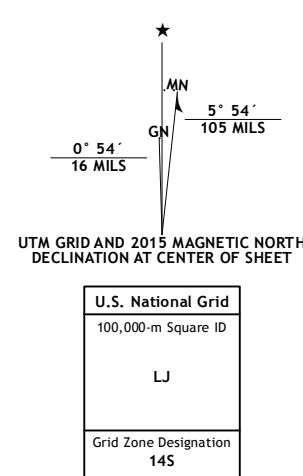 ★
MN
5° 54´
105 MILS
GN
0° 54´
16 MILS
UTM GRID AND 2015 MAGNETIC NORTH
DECLINATION AT CENTER OF SHEET
U.S. National Grid
100,000-m Square ID
LJ
Grid Zone Designation
14S